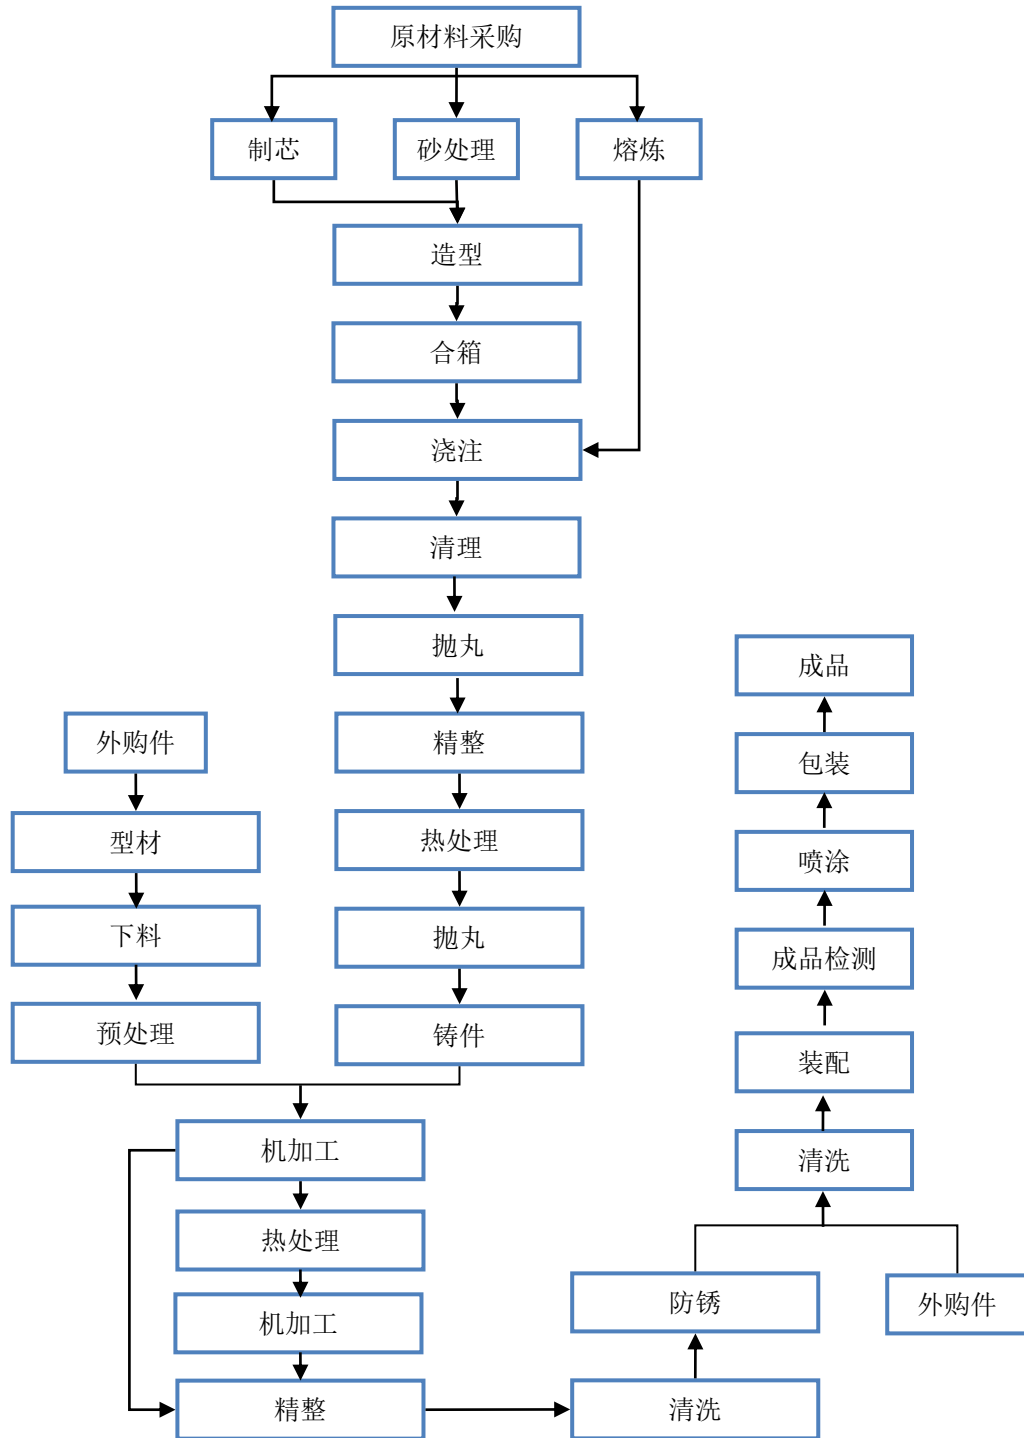 原材料采购
制芯
砂处理
熔炼
造型
合箱
浇注
清理
抛丸
精整
热处理
抛丸
铸件
外购件
型材
下料
预处理
机加工
热处理
机加工
精整
清洗
防锈
外购件
清洗
装配
成品检测
喷涂
包装
成品